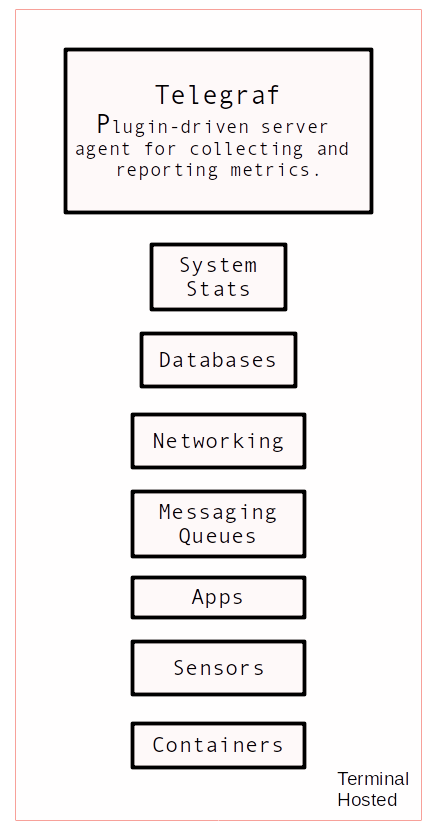 Telegraf
Plugin-driven server
agent for collecting and
reporting metrics.
System
Stats
Databases
Networking
Messaging
Queues
Apps
Sensors
Containers
Terminal
Hosted